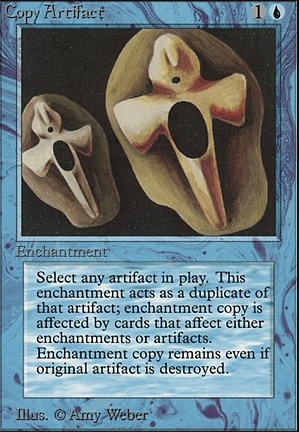 Copy Artifact 1
Enchantment
Select any artifact in play. This
enchantment acts as a duplicate of
that artifact; enchantment copy is
affected by cards that affect either
enchantments or artifacts.
Enchantment copy remains even if
original artifact is destroyed.
Illus. © Amy Weber